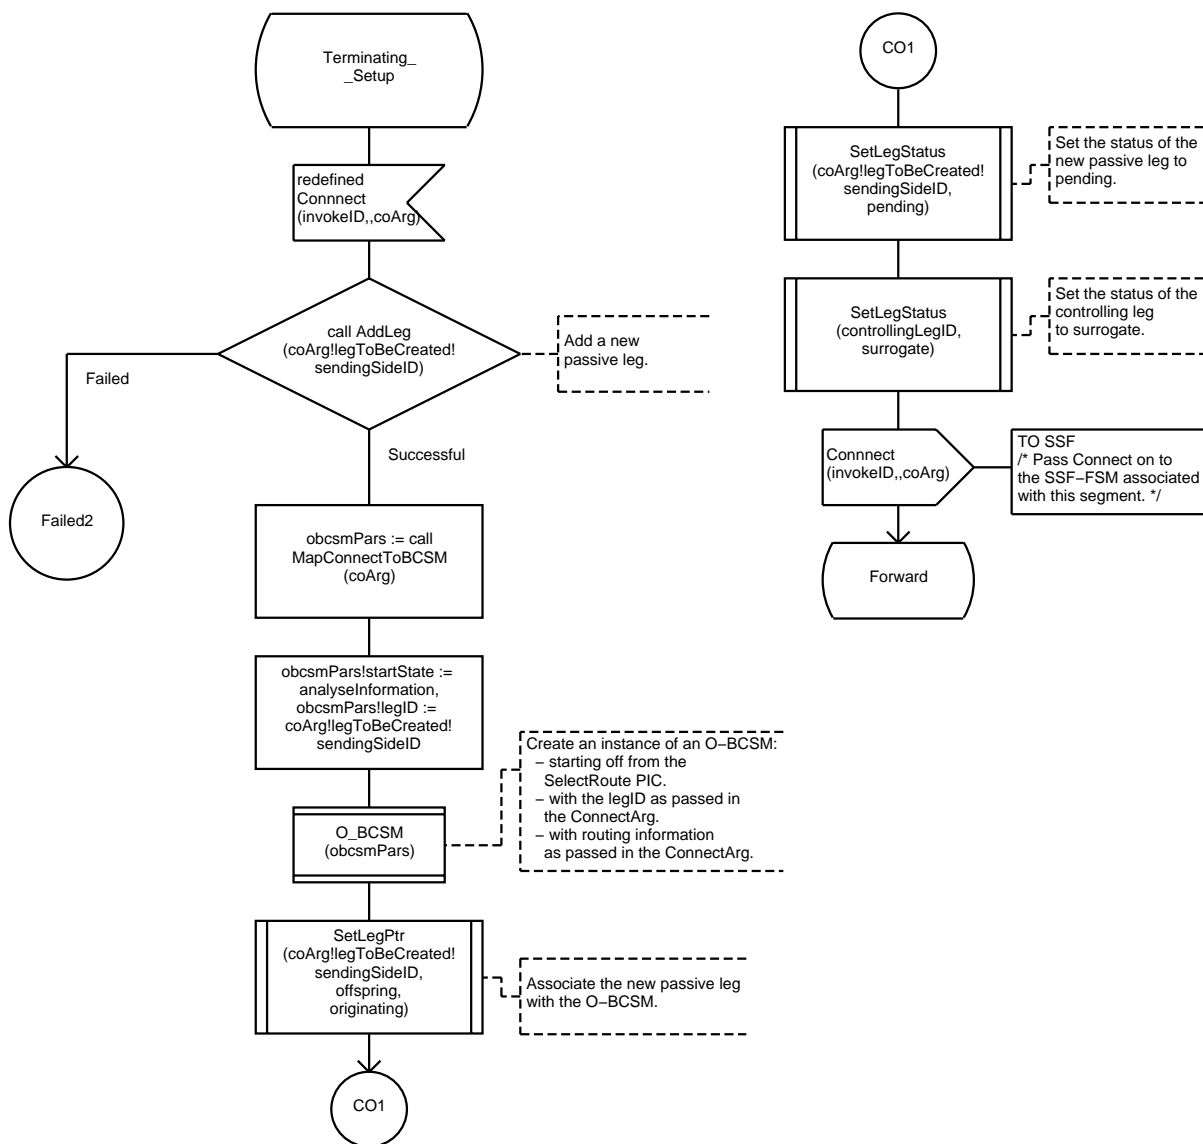 Terminating_
_Setup
redefined
Connnect
(invokeID,,coArg)
call AddLeg
(coArg!legToBeCreated!
sendingSideID)
Add a new
passive leg.
Failed
Successful
Failed2
obcsmPars := call
MapConnectToBCSM
(coArg)
obcsmPars!startState :=
analyseInformation,
obcsmPars!legID :=
coArg!legToBeCreated!
sendingSideID
Create an instance of an O−BCSM:
− starting off from the
SelectRoute PIC.
− with the legID as passed in
the ConnectArg.
− with routing information
as passed in the ConnectArg.
O_BCSM
(obcsmPars)
SetLegPtr
(coArg!legToBeCreated!
sendingSideID,
offspring,
originating)
Associate the new passive leg
with the O−BCSM.
CO1
CO1
SetLegStatus
(coArg!legToBeCreated!
sendingSideID,
pending)
Set the status of the
new passive leg to
pending.
SetLegStatus
(controllingLegID,
surrogate)
Set the status of the
controlling leg
to surrogate.
Connnect
(invokeID,,coArg)
TO SSF
/* Pass Connect on to
the SSF−FSM associated
with this segment. */
Forward